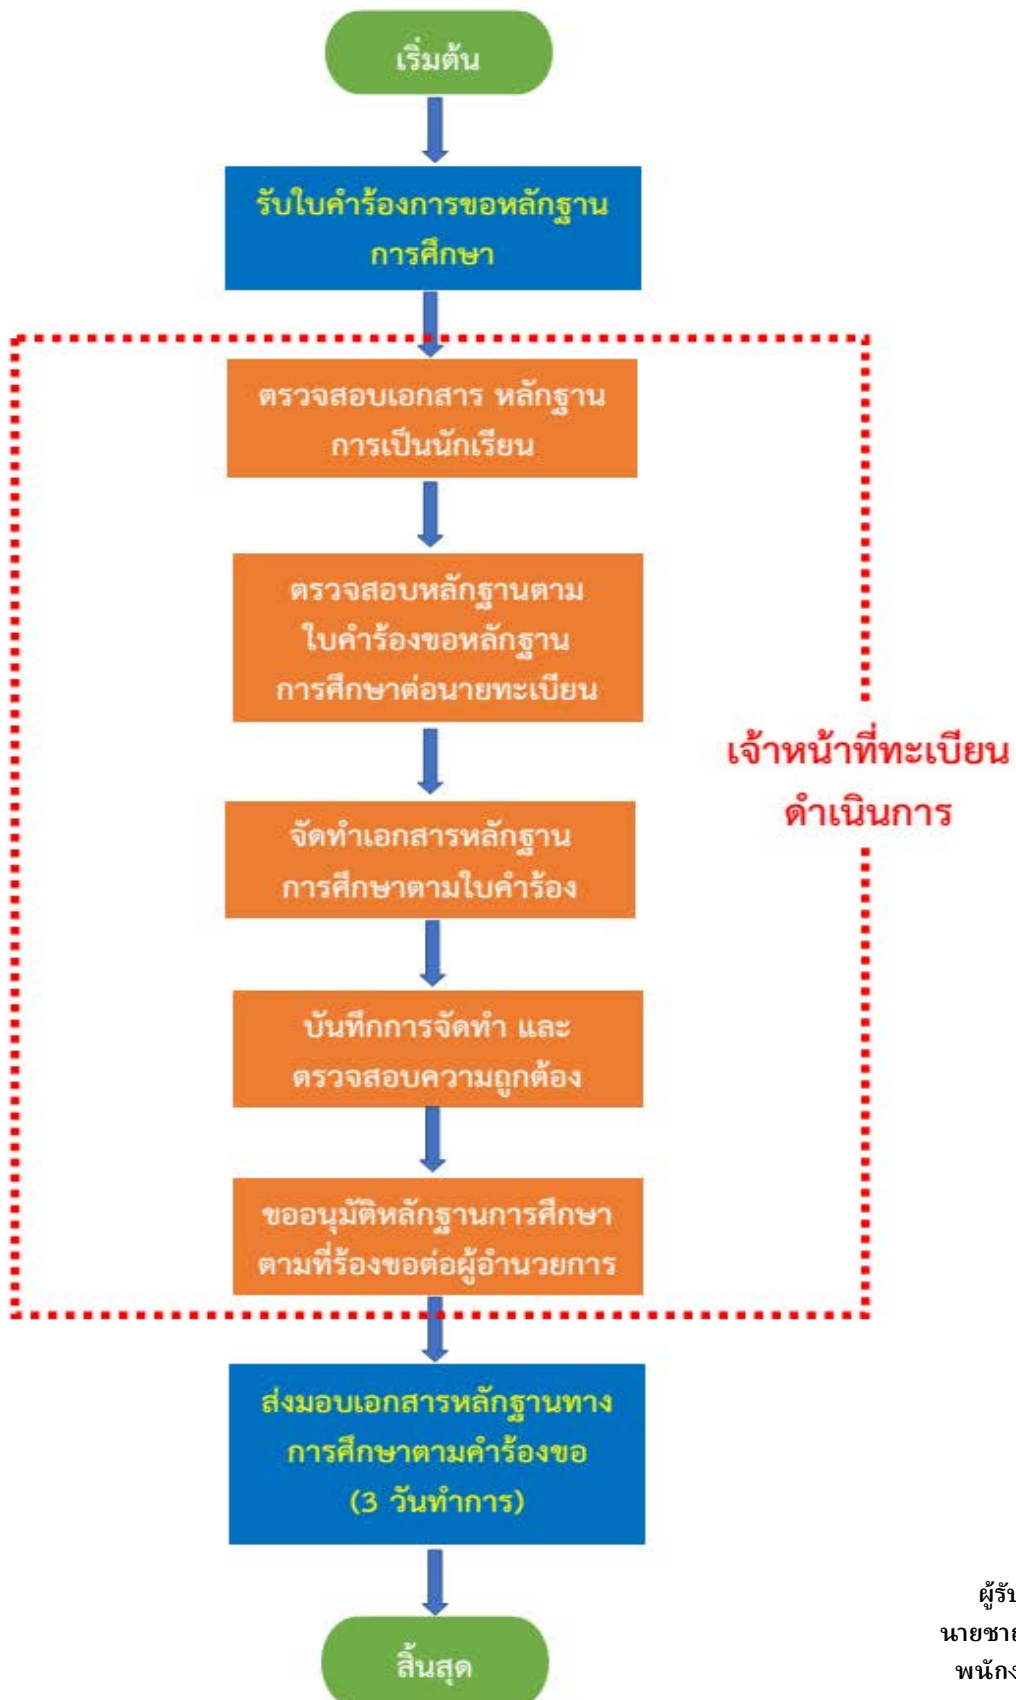 เริ่มต้น
รับใบคำร้องการขอหลักฐาน
การศึกษา
ตรวจสอบเอกสาร หลักฐาน
การเป็นนักเรียน
ตรวจสอบหลักฐานตาม
ใบคำร้องขอหลักฐาน
การศึกษาต่อนายทะเบียน
เจ้าหน้าที่ทะเบียน
ดำเนินการ
จัดทำเอกสารหลักฐาน
การศึกษาตามใบคำร้อง
บันทึกการจัดทำ และ
ตรวจสอบความถูกต้อง
ขออนุมัติหลักฐานการศึกษา
ตามที่ร้องขอต่อผู้อำนวยการ
ส่งมอบเอกสารหลักฐานทาง
การศึกษาตามคำร้องขอ
(3 วันทำการ)
สิ้นสุด